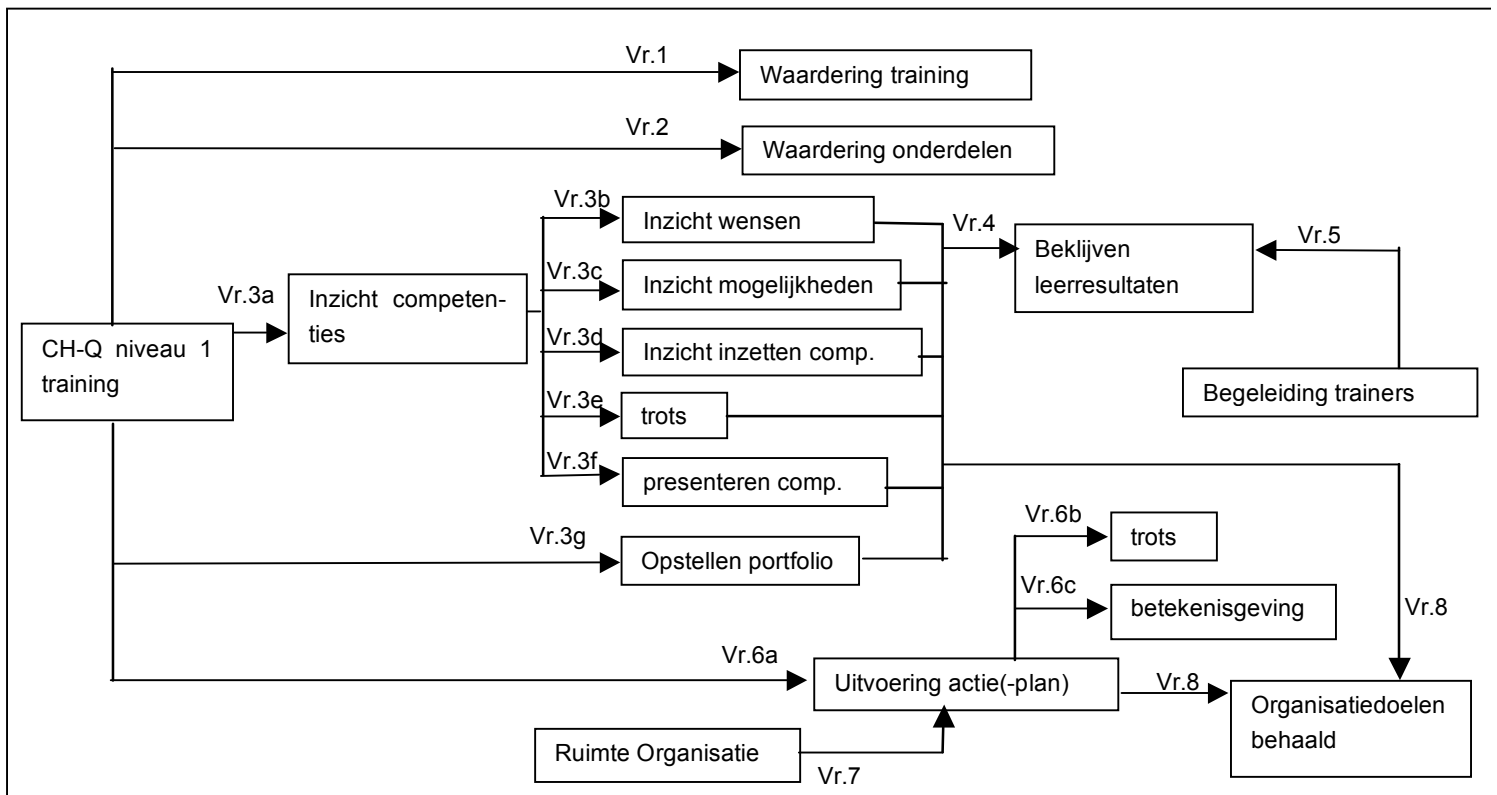 Vr.1
Waardering training
Vr.2
Waardering onderdelen
Vr.3b
Inzicht wensen
Vr.4
Beklijven
leerresultaten
Vr.5
Vr.3c
Inzicht mogelijkheden
Vr.3a
Inzicht competen-
ties
CH-Q niveau 1
training
Vr.3d
Inzicht inzetten comp.
Begeleiding trainers
Vr.3e
trots
Vr.3f
presenteren comp.
Vr.3g
Opstellen portfolio
Vr.6b
trots
Vr.6c
betekenisgeving
Vr.8
Vr.6a
Uitvoering actie(-plan)
Vr.8
Organisatiedoelen
behaald
Ruimte Organisatie
Vr.7